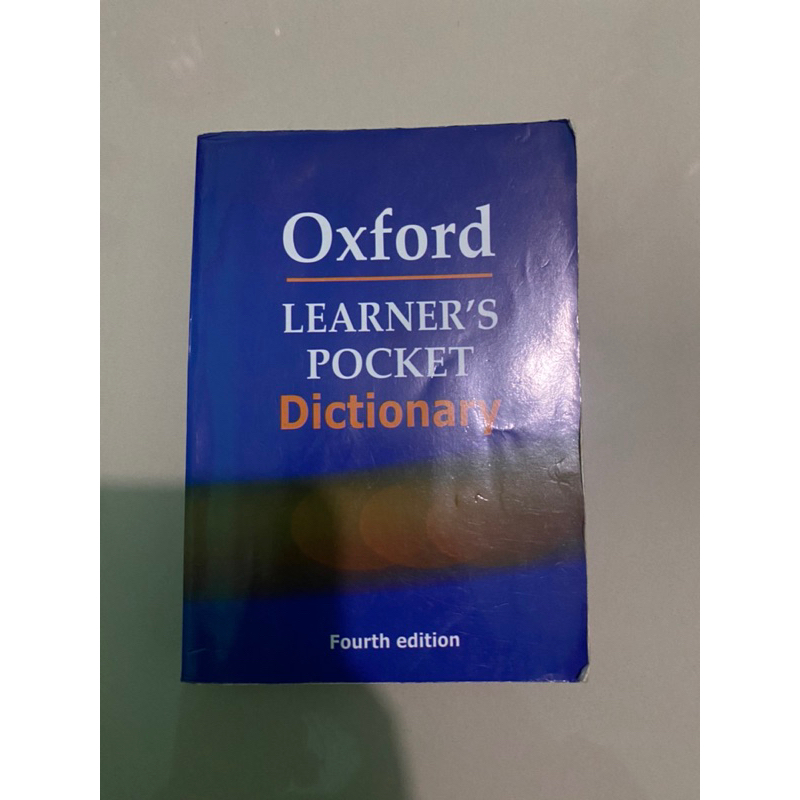 Oxford
LEARNER'S
POCKET
Dictionary
Fourth edition